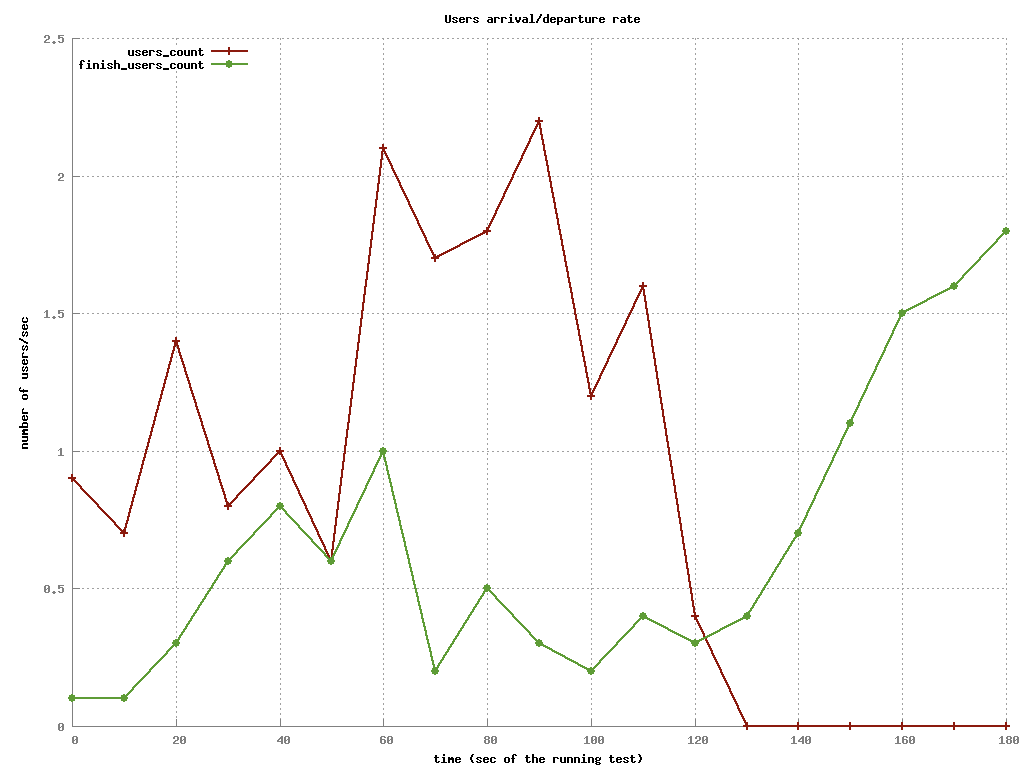 Users arrival/departure rate
users_count
finish_users_count
2.5
2
1.5
1
0.5
0
number of users/sec
0 20 40 60 80 100 120 140 160 180
time (sec of the running test)